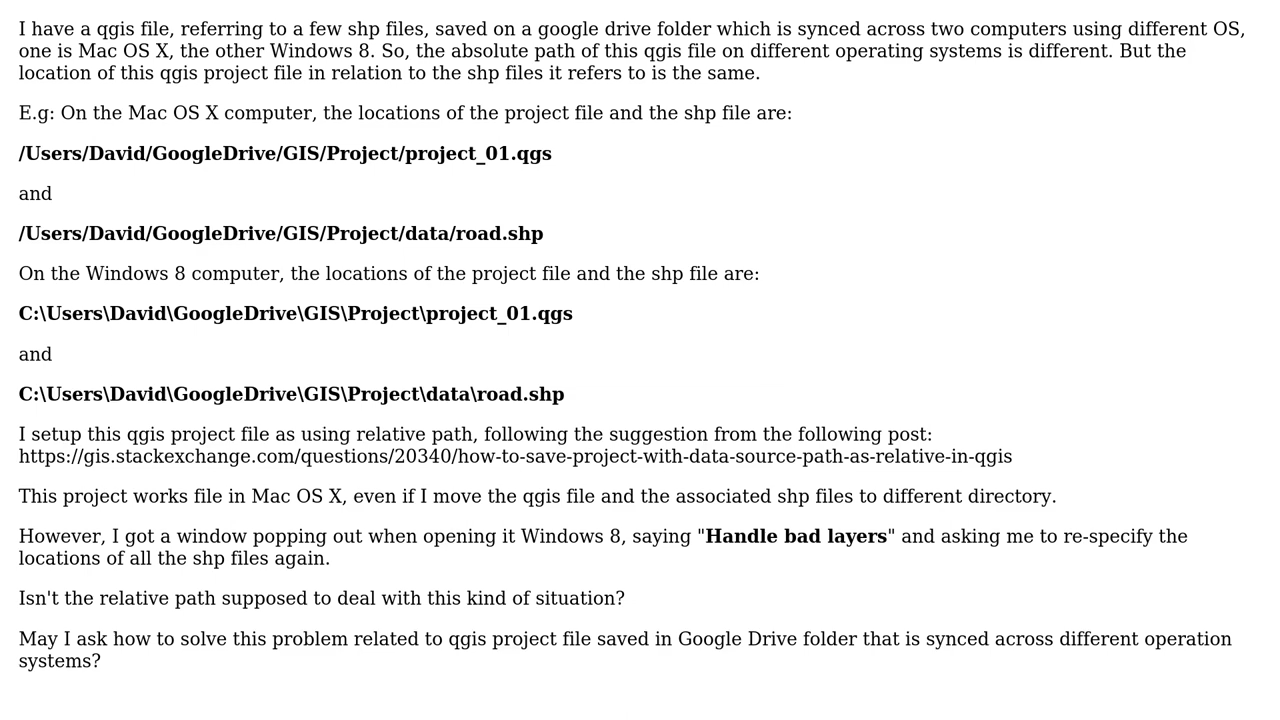 I have a qgis file, referring to a few shp files, saved on a google drive folder which is synced across two computers using different OS,
one is Mac OS X, the other Windows 8. So, the absolute path of this qgis file on different operating systems is different. But the
location of this qgis project file in relation to the shp files it refers to is the same.
E.g: On the Mac OS X computer, the locations of the project file and the shp file are:
/Users/David/GoogleDrive/GIS/Project/project_01.qgs
and
/Users/David/GoogleDrive/GIS/Project/data/road.shp
On the Windows 8 computer, the locations of the project file and the shp file are:
C:\Users\David\GoogleDrive\GIS\Project\project_01.qgs
and
C:\Users\David\GoogleDrive\GIS\Project\data\road.shp
I setup this qgis project file as using relative path, following the suggestion from the following post:
https://gis.stackexchange.com/questions/20340/how-to-save-project-with-data-source-path-as-relative-in-qgis
This project works file in Mac OS X, even if I move the qgis file and the associated shp files to different directory.
However, I got a window popping out when opening it Windows 8, saying "Handle bad layers" and asking me to re-specify the
locations of all the shp files again.
Isn't the relative path supposed to deal with this kind of situation?
May I ask how to solve this problem related to qgis project file saved in Google Drive folder that is synced across different operation
systems?